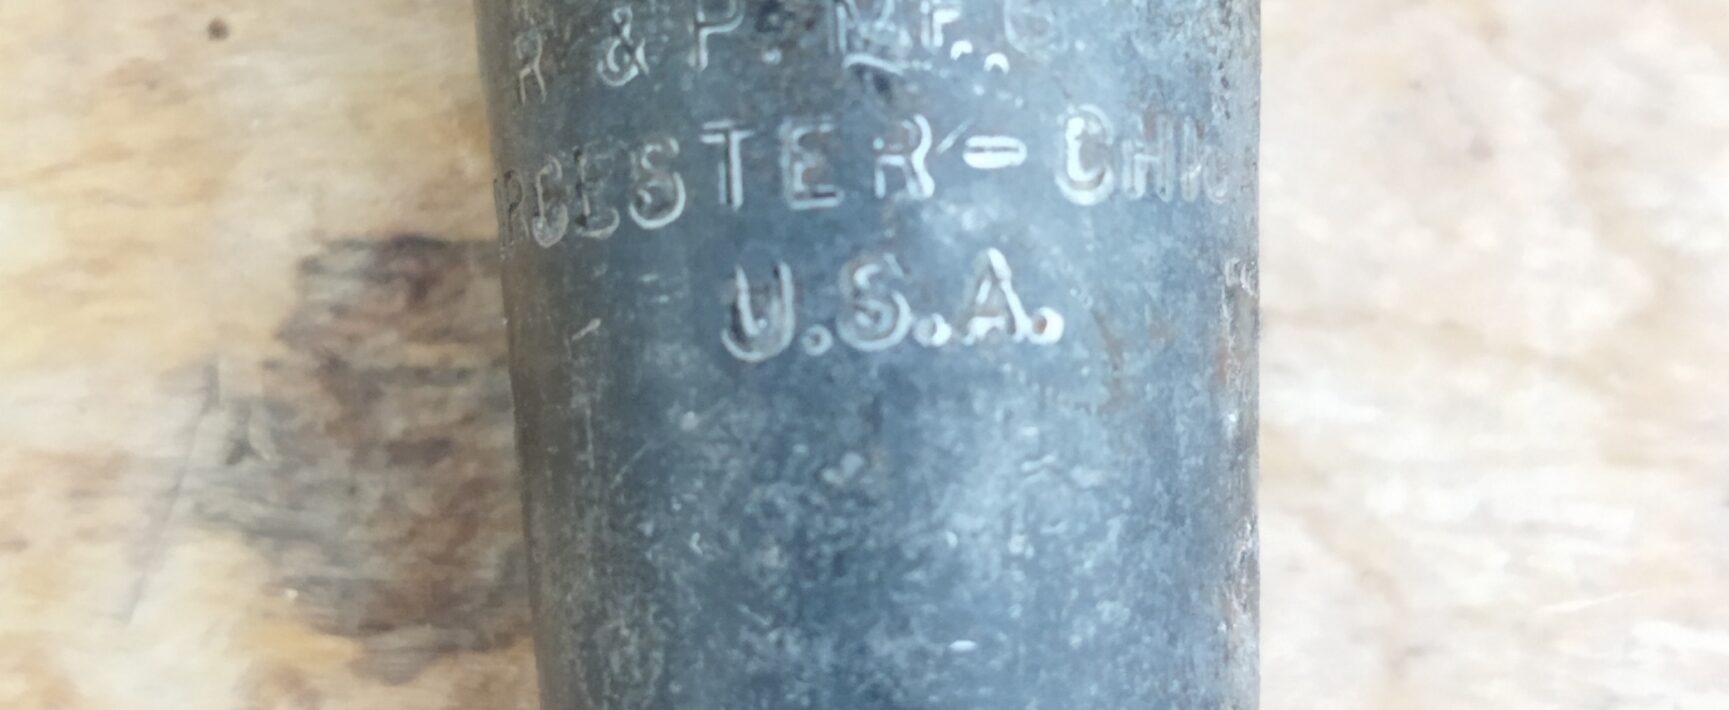 R & P. MFG.
RCESTER - CHIC
U.S.A.